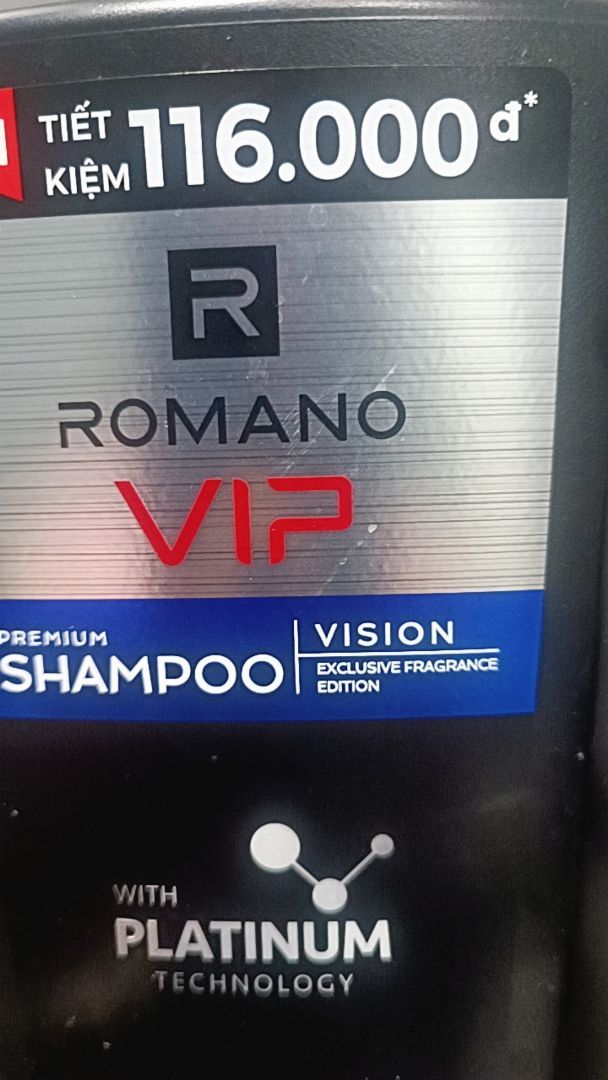 TIẾT
KIỆM 116.000đ*
R
ROMANO
VIP
PREMIUM
SHAMPOO
VISION
EXCLUSIVE FRAGRANCE
EDITION
WITH
PLATINUM
TECHNOLOGY